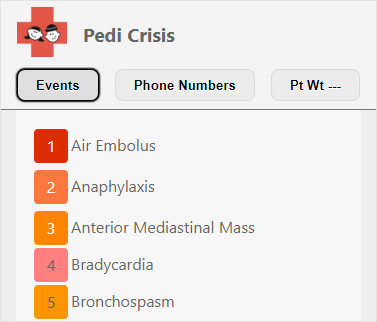 Pedi Crisis
Events Phone Numbers Pt Wt ---
1 Air Embolus
2 Anaphylaxis
3 Anterior Mediastinal Mass
4 Bradycardia
5 Bronchospasm